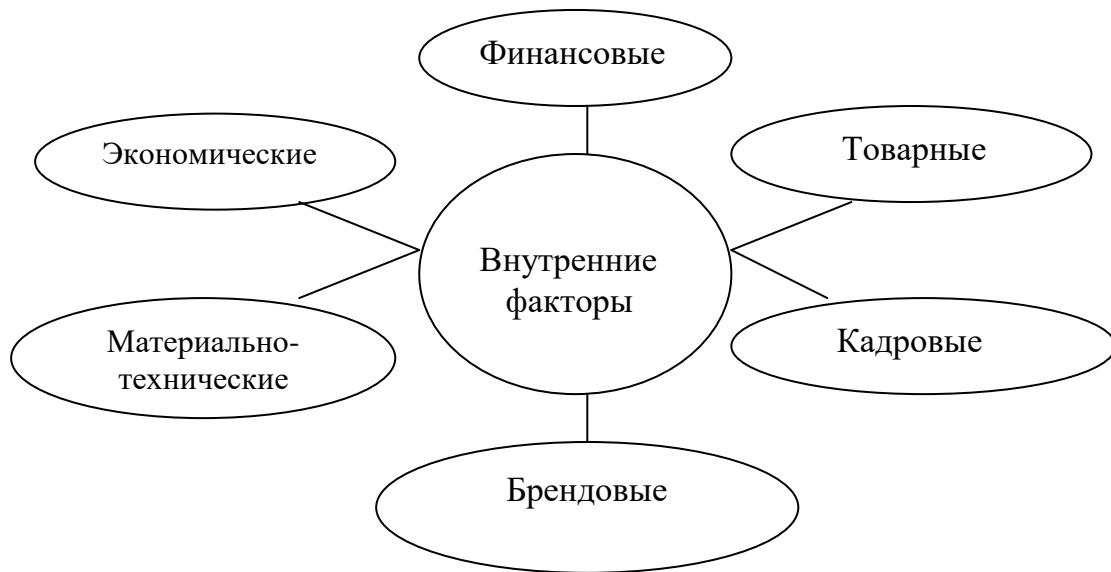 Финансовые
Экономические
Товарные
Внутренние
факторы
Материально-
технические
Кадровые
Брендовые